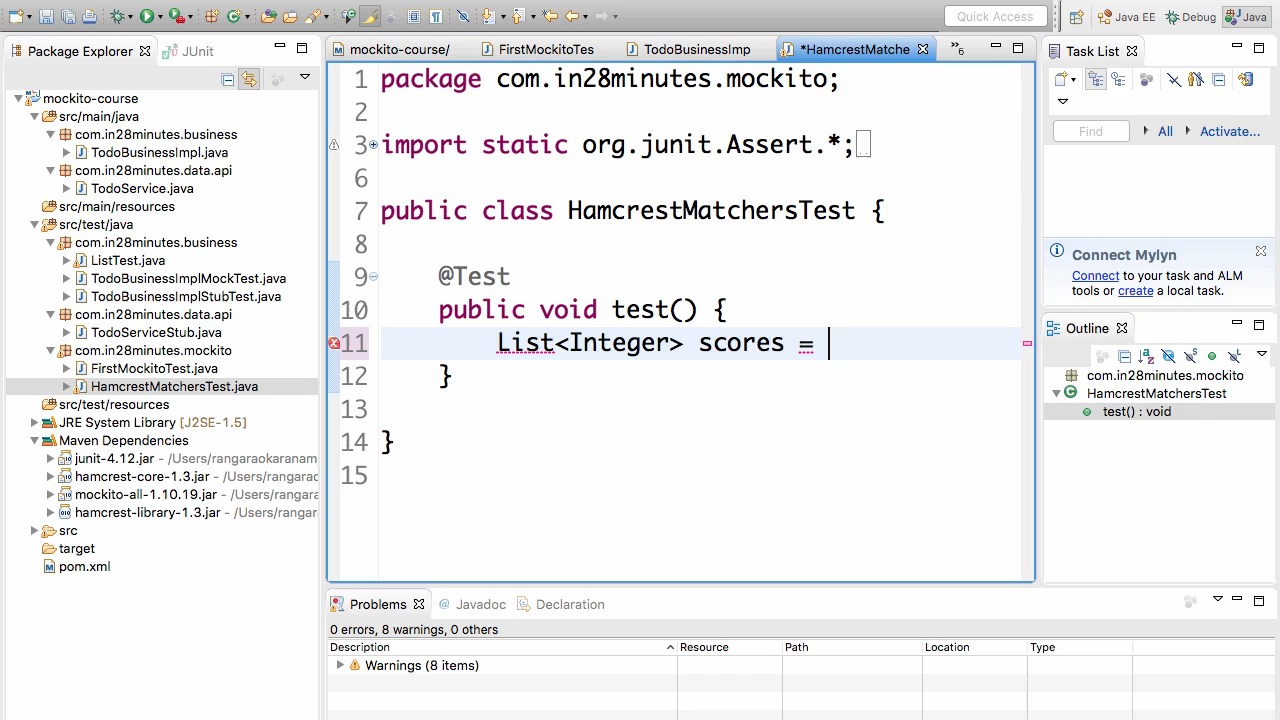 Quick Access
Java EE
Debug
Java
Package Explorer
JUnit
mockito-course
src/main/java
com.in28minutes.business
TodoBusinessImpl.java
com.in28minutes.data.api
TodoService.java
src/main/resources
src/test/java
com.in28minutes.business
ListTest.java
TodoBusinessImplMockTest.java
TodoBusinessImplStubTest.java
com.in28minutes.data.api
TodoServiceStub.java
com.in28minutes.mockito
FirstMockitoTest.java
HamcrestMatchersTest.java
src/test/resources
JRE System Library [J2SE-1.5]
Maven Dependencies
junit-4.12.jar - /Users/rangaraokaranam
hamcrest-core-1.3.jar - /Users/rangarao
mockito-all-1.10.19.jar - /Users/rangara
hamcrest-library-1.3.jar - /Users/ranga
src
target
pom.xml
mockito-course/
FirstMockitoTes
TodoBusinessImp
*HamcrestMatche
»6
1 package com.in28minutes.mockito;
2
3 import static org.junit.Assert.*;
6
7 public class HamcrestMatchersTest {
8
9 @Test
10 public void test() {
11 List<Integer> scores =
12 }
13
14 }
15
Problems
@ Javadoc
Declaration
0 errors, 8 warnings, 0 others
Description Resource Path Location Type
Warnings (8 items)
Task List
Find
All
Activate...
Connect Mylyn
Connect to your task and ALM
tools or create a local task.
Outline
com.in28minutes.mockito
HamcrestMatchersTest
test() : void